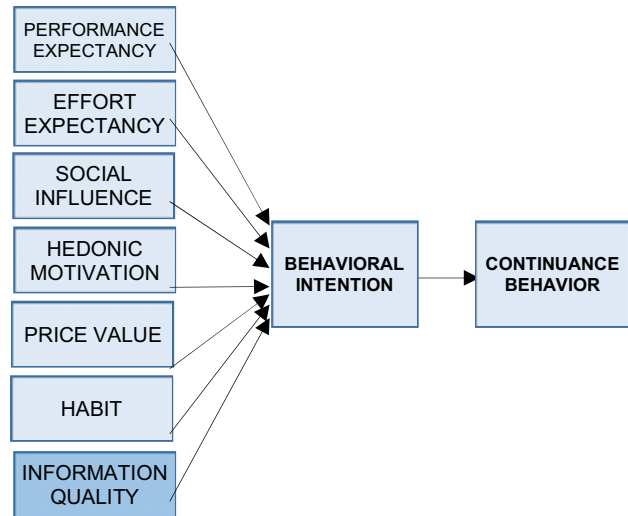 PERFORMANCE
EXPECTANCY
EFFORT
EXPECTANCY
SOCIAL
INFLUENCE
HEDONIC
MOTIVATION
PRICE VALUE
HABIT
INFORMATION
QUALITY
BEHAVIORAL
INTENTION
CONTINUANCE
BEHAVIOR